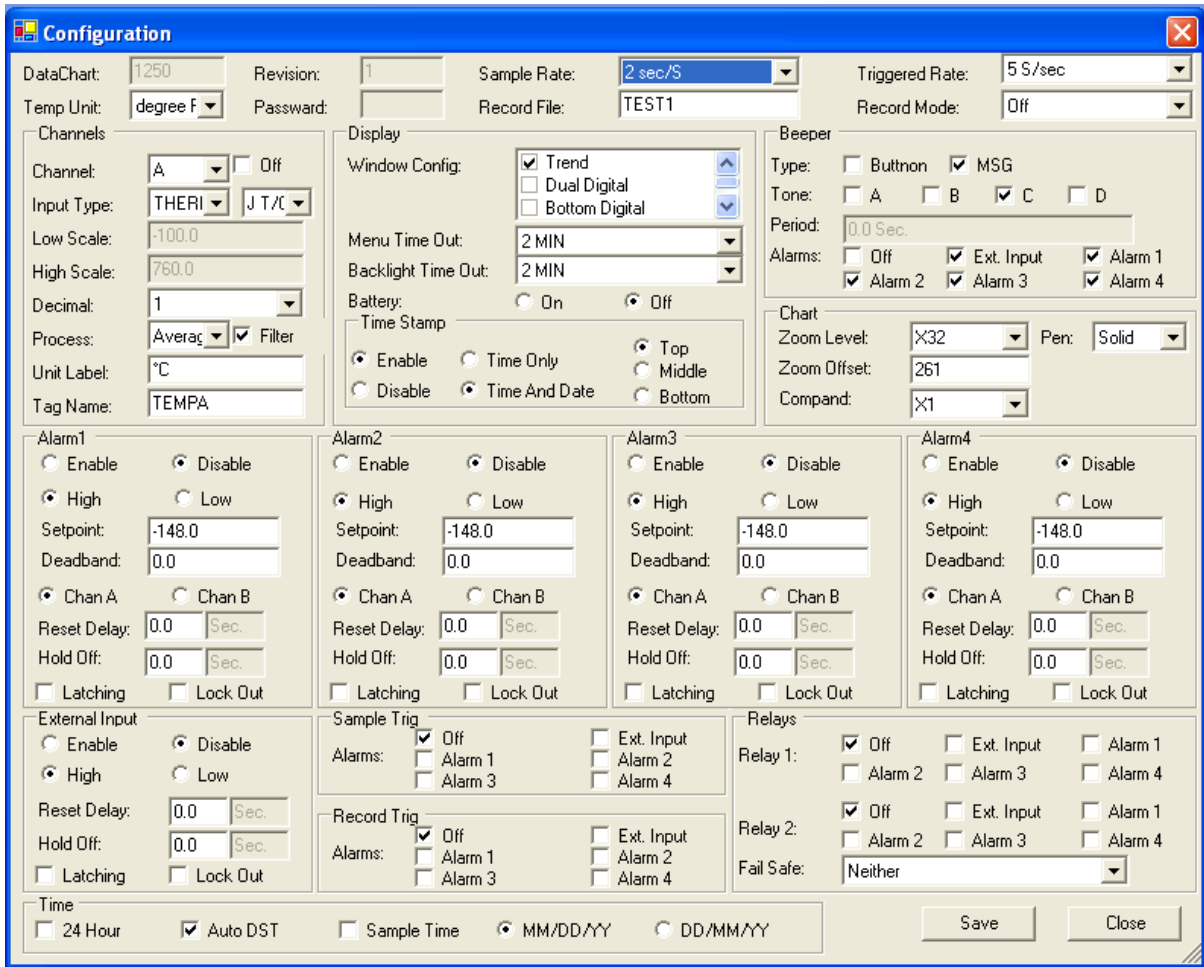 Configuration
DataChart: 1250 Revision: 1 Sample Rate: 2 sec/S Triggered Rate: 5 S/sec
Temp Unit: degree F Passward: Record File: TEST1 Record Mode: Off
Channels
Channel: A Off
Input Type: THERI J T/C
Low Scale: -100.0
High Scale: 760.0
Decimal: 1
Process: Averag Filter
Unit Label: °C
Tag Name: TEMPA
Display
Window Config: Trend
Dual Digital
Bottom Digital
Menu Time Out: 2 MIN
Backlight Time Out: 2 MIN
Battery: On Off
Time Stamp
Enable Time Only Top
Middle
Disable Time And Date Bottom
Beeper
Type: Buttnon MSG
Tone: A B C D
Period: 0.0 Sec.
Alarms: Off Ext. Input Alarm 1
Alarm 2 Alarm 3 Alarm 4
Chart
Zoom Level: X32 Pen: Solid
Zoom Offset: 261
Compand: X1
Alarm1
Enable Disable
High Low
Setpoint: -148.0
Deadband: 0.0
Chan A Chan B
Reset Delay: 0.0 Sec.
Hold Off: 0.0 Sec.
Latching Lock Out
Alarm2
Enable Disable
High Low
Setpoint: -148.0
Deadband: 0.0
Chan A Chan B
Reset Delay: 0.0 Sec.
Hold Off: 0.0 Sec.
Latching Lock Out
Alarm3
Enable Disable
High Low
Setpoint: -148.0
Deadband: 0.0
Chan A Chan B
Reset Delay: 0.0 Sec.
Hold Off: 0.0 Sec.
Latching Lock Out
Alarm4
Enable Disable
High Low
Setpoint: -148.0
Deadband: 0.0
Chan A Chan B
Reset Delay: 0.0 Sec.
Hold Off: 0.0 Sec.
Latching Lock Out
External Input
Enable Disable
High Low
Reset Delay: 0.0 Sec.
Hold Off: 0.0 Sec.
Latching Lock Out
Sample Trig
Alarms: Off Ext. Input
Alarm 1 Alarm 2
Alarm 3 Alarm 4
Record Trig
Alarms: Off Ext. Input
Alarm 1 Alarm 2
Alarm 3 Alarm 4
Relays
Relay 1: Off Ext. Input Alarm 1
Alarm 2 Alarm 3 Alarm 4
Relay 2: Off Ext. Input Alarm 1
Alarm 2 Alarm 3 Alarm 4
Fail Safe: Neither
Time
24 Hour Auto DST Sample Time MM/DD/YY DD/MM/YY
Save Close